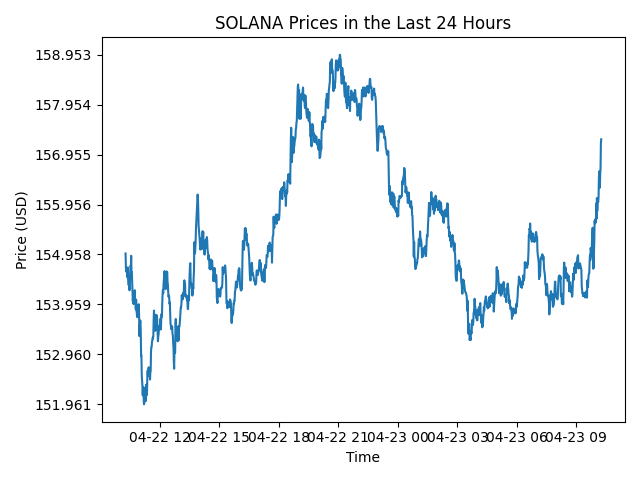 SOLANA Prices in the Last 24 Hours
158.953
157.954
156.955
155.956
154.958
153.959
152.960
151.961
Price (USD)
04-22 12 04-22 15 04-22 18 04-22 21 04-23 00 04-23 03 04-23 06 04-23 09
Time